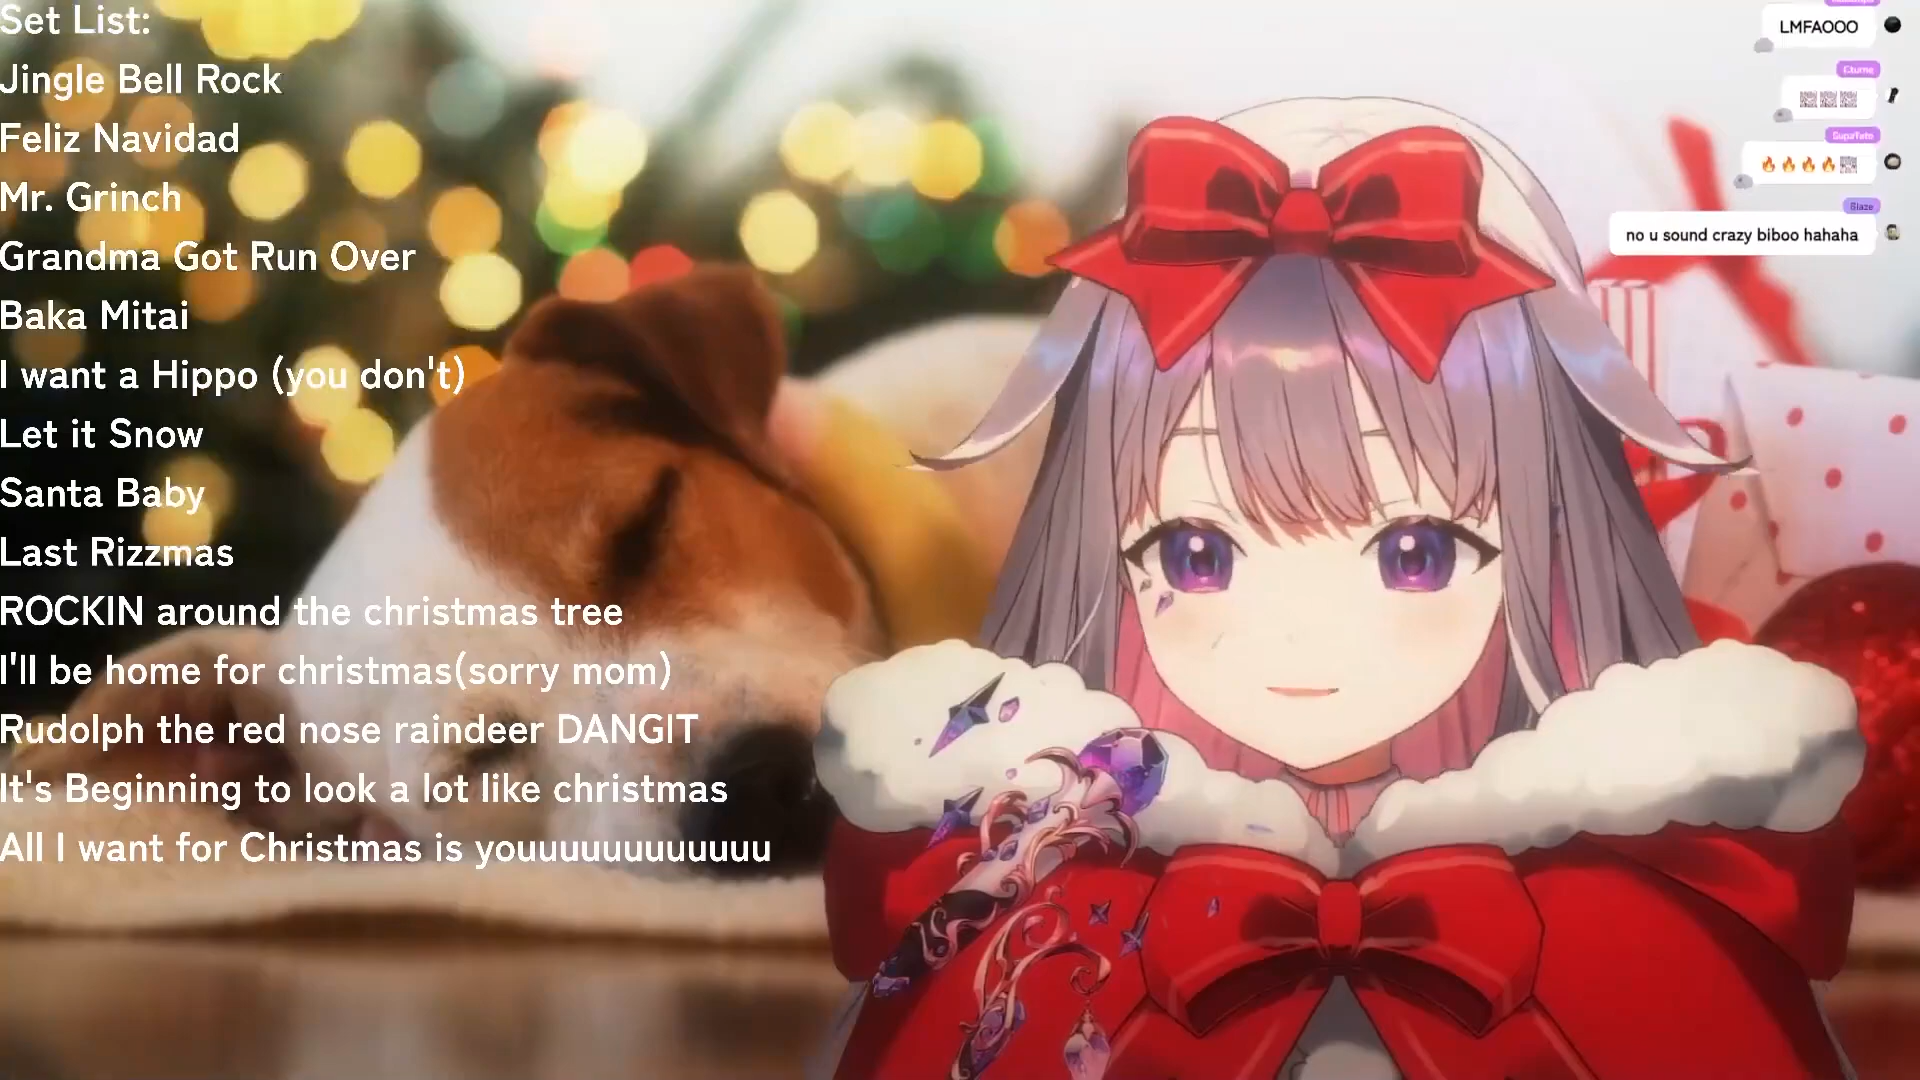 Set List:
Jingle Bell Rock
Feliz Navidad
Mr. Grinch
Grandma Got Run Over
Baka Mitai
I want a Hippo (you don't)
Let it Snow
Santa Baby
Last Rizzmas
ROCKIN around the christmas tree
I'll be home for christmas(sorry mom)
Rudolph the red nose raindeer DANGIT
It's Beginning to look a lot like christmas
All I want for Christmas is youuuuuuuuuuuu
LMFAOOO
no u sound crazy biboo hahaha